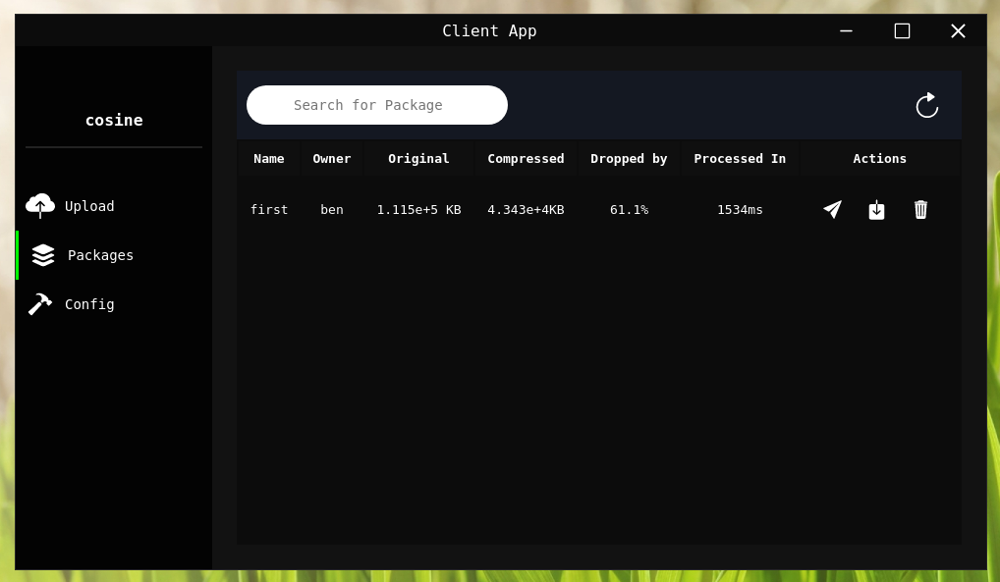 Client App
cosine
Search for Package
Name Owner Original Compressed Dropped by Processed In Actions
Upload
first ben 1.115e+5 KB 4.343e+4KB 61.1% 1534ms
Packages
Config